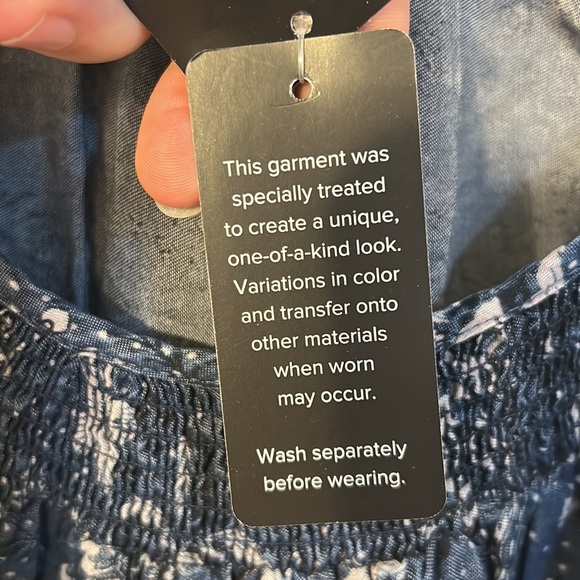 This garment was
specially treated
to create a unique,
one-of-a-kind look.
Variations in color
and transfer onto
other materials
when worn
may occur.
Wash separately
before wearing.